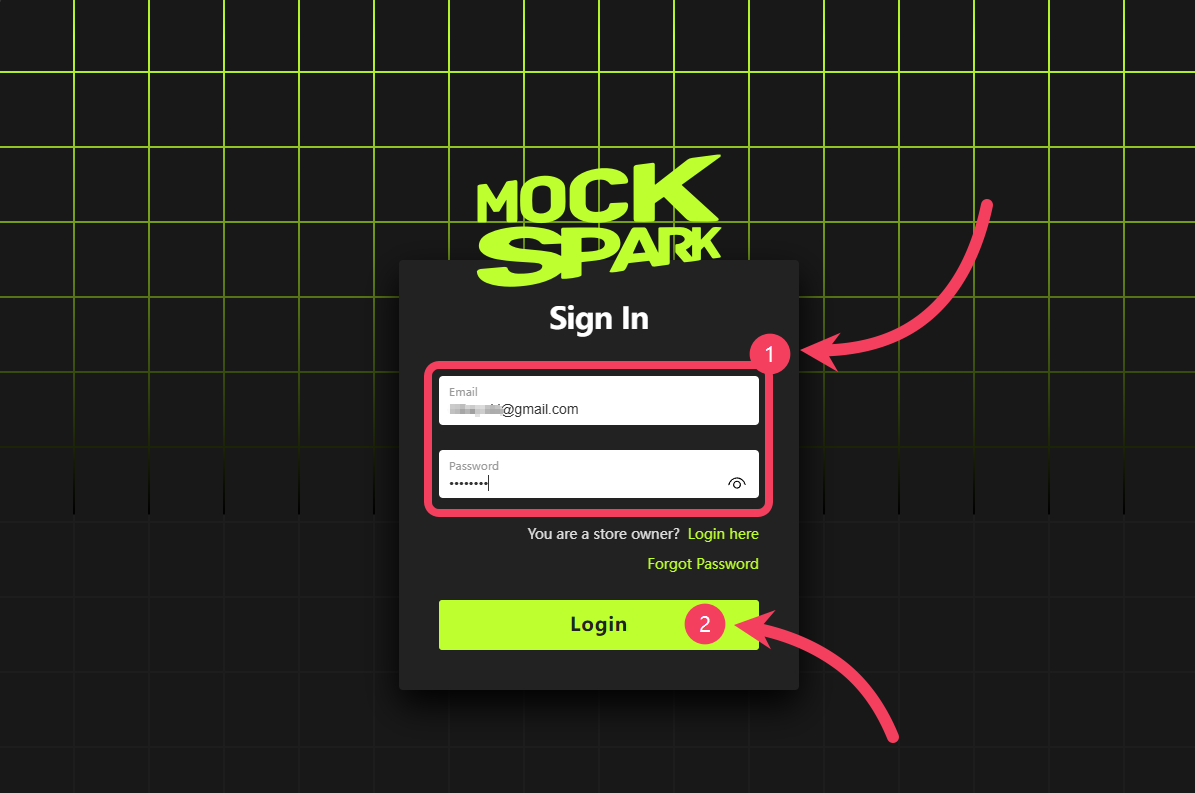 MOCK
SPARK
Sign In
1
Email
@gmail.com
Password
••••••••
You are a store owner? Login here
Forgot Password
Login
2